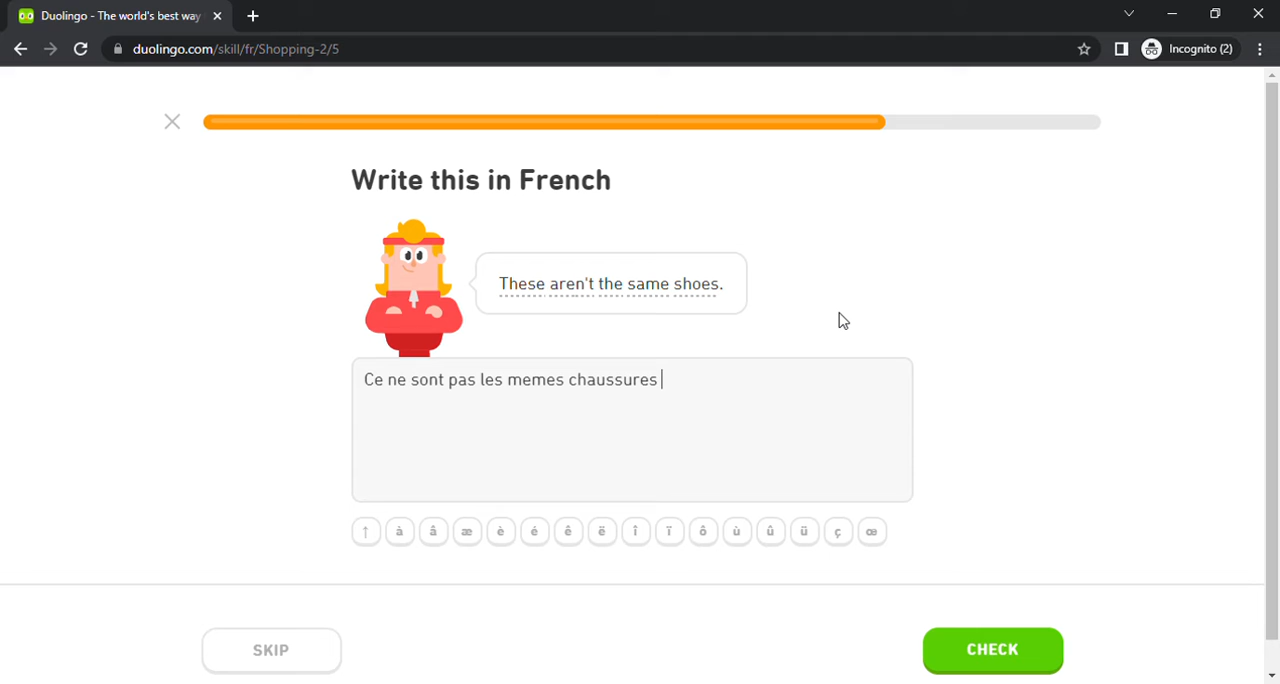 Duolingo - The world's best way
duolingo.com/skill/fr/Shopping-2/5
Incognito (2)
Write this in French
These aren't the same shoes.
Ce ne sont pas les memes chaussures
↑ à â æ è é ê ë î ï ô ù û ü ç œ
SKIP
CHECK